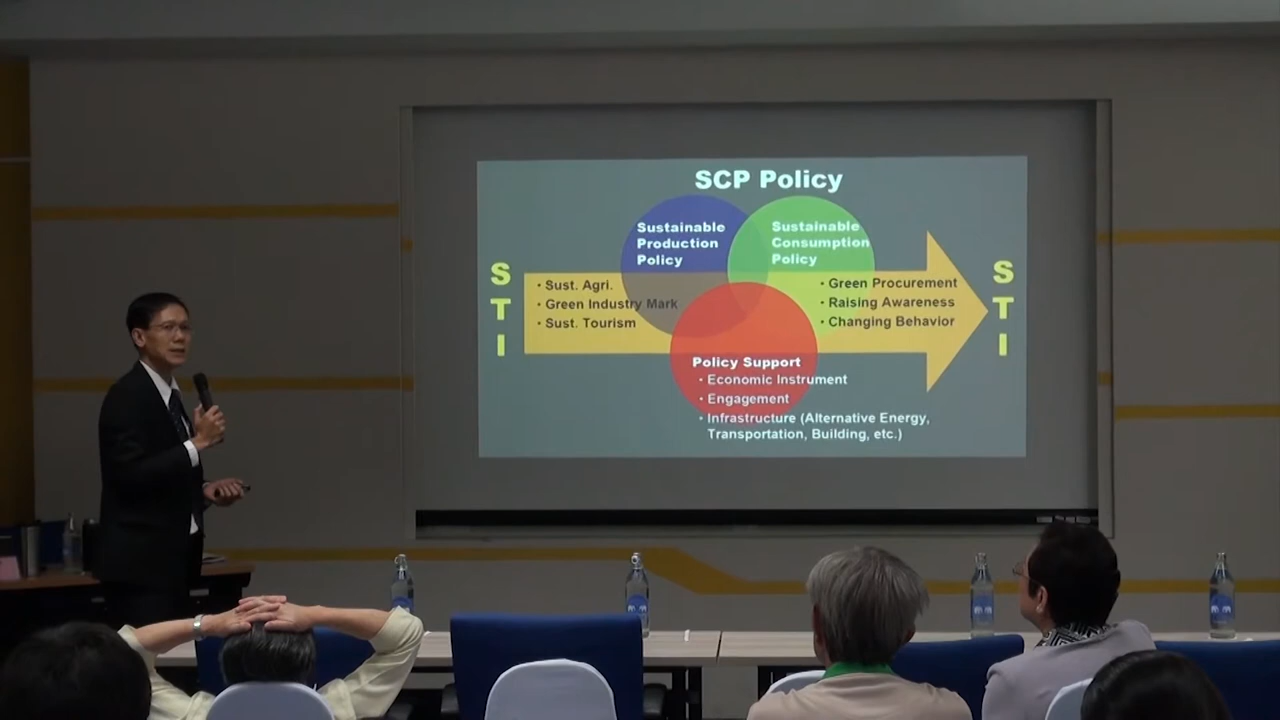 SCP Policy
Sustainable
Production
Policy
Sustainable
Consumption
Policy
S
T
I
• Sust. Agri.
• Green Industry Mark
• Sust. Tourism
• Green Procurement
• Raising Awareness
• Changing Behavior
S
T
I
Policy Support
• Economic Instrument
• Engagement
• Infrastructure (Alternative Energy,
Transportation, Building, etc.)